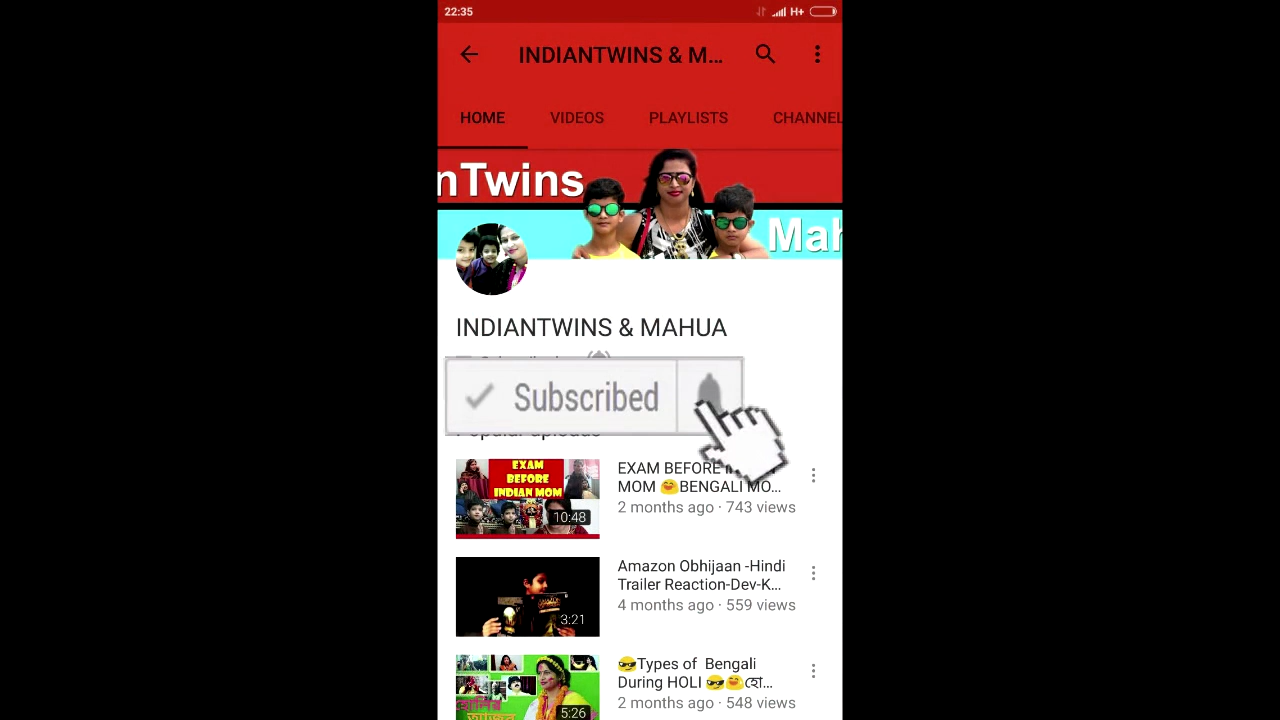 22:35
H+
INDIANTWINS & M...
HOME VIDEOS PLAYLISTS CHANNEL
nTwins
Mah
INDIANTWINS & MAHUA
Subscribed
Popular uploads
EXAM
BEFORE
INDIAN MOM
10:48
EXAM BEFORE
MOM 😄BENGALI MO...
2 months ago · 743 views
3:21
Amazon Obhijaan -Hindi
Trailer Reaction-Dev-K...
4 months ago · 559 views
হোলির
5:26
😎Types of Bengali
During HOLI 😎😄হো...
2 months ago · 548 views